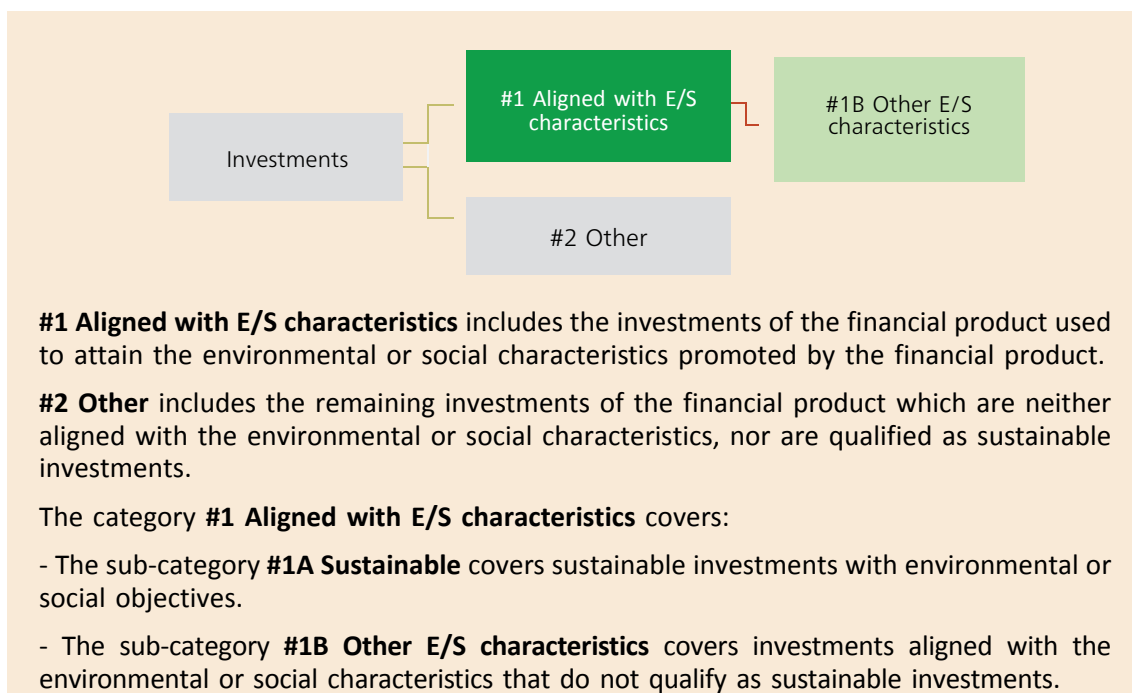 #1 Aligned with E/S
characteristics
#1B Other E/S
characteristics
Investments
#2 Other
#1 Aligned with E/S characteristics includes the investments of the financial product used
to attain the environmental or social characteristics promoted by the financial product.
#2 Other includes the remaining investments of the financial product which are neither
aligned with the environmental or social characteristics, nor are qualified as sustainable
investments.
The category #1 Aligned with E/S characteristics covers:
- The sub-category #1A Sustainable covers sustainable investments with environmental or
social objectives.
- The sub-category #1B Other E/S characteristics covers investments aligned with the
environmental or social characteristics that do not qualify as sustainable investments.